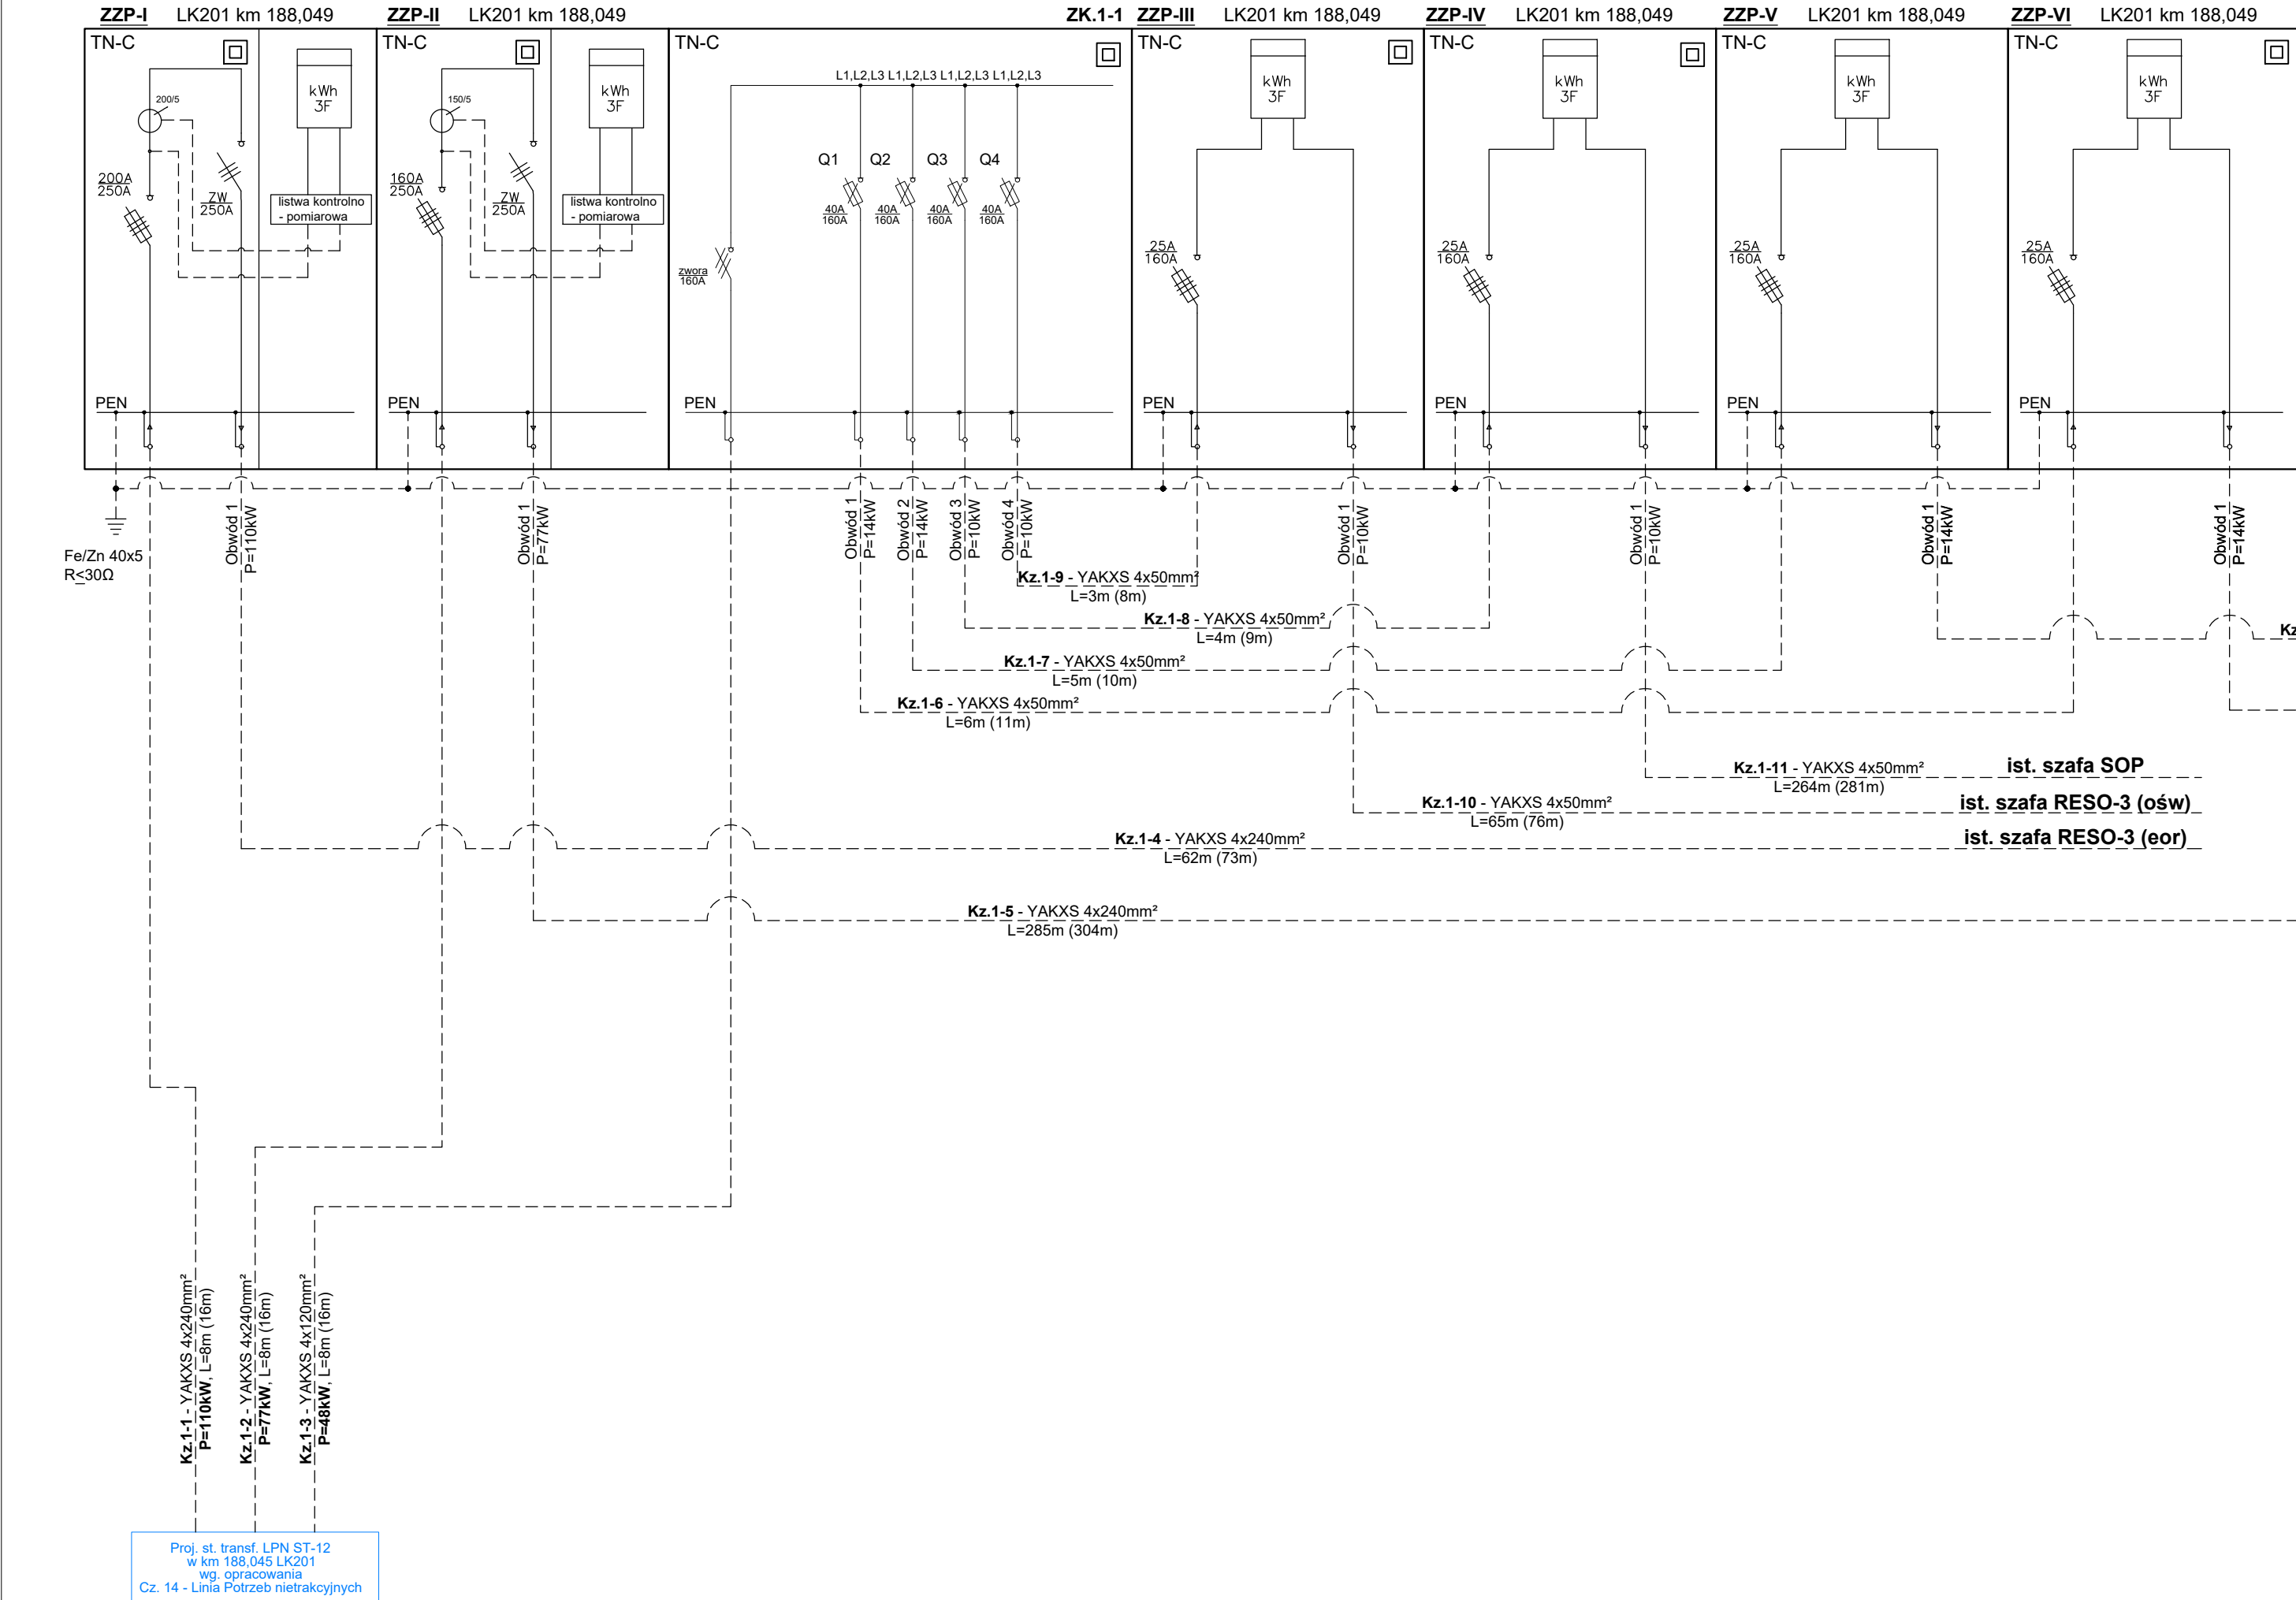 ZZP-I LK201 km 188,049
ZZP-II LK201 km 188,049
ZK.1-1
ZZP-III LK201 km 188,049
ZZP-IV LK201 km 188,049
ZZP-V LK201 km 188,049
ZZP-VI LK201 km 188,049
TN-C
200/5
kWh
3F
200A
250A
ZW
250A
listwa kontrolno
- pomiarowa
PEN
TN-C
150/5
kWh
3F
160A
250A
ZW
250A
listwa kontrolno
- pomiarowa
PEN
TN-C
L1,L2,L3 L1,L2,L3 L1,L2,L3 L1,L2,L3
Q1 Q2 Q3 Q4
40A
160A
40A
160A
40A
160A
40A
160A
zwora
160A
PEN
TN-C
kWh
3F
25A
160A
PEN
TN-C
kWh
3F
25A
160A
PEN
TN-C
kWh
3F
25A
160A
PEN
TN-C
kWh
3F
25A
160A
PEN
Fe/Zn 40x5
R≤30Ω
Obwód 1
P=110kW
Obwód 1
P=77kW
Obwód 1
P=14kW
Obwód 2
P=14kW
Obwód 3
P=10kW
Obwód 4
P=10kW
Obwód 1
P=10kW
Obwód 1
P=10kW
Obwód 1
P=14kW
Obwód 1
P=14kW
Kz.1-9 - YAKXS 4x50mm²
L=3m (8m)
Kz.1-8 - YAKXS 4x50mm²
L=4m (9m)
Kz
Kz.1-7 - YAKXS 4x50mm²
L=5m (10m)
Kz.1-6 - YAKXS 4x50mm²
L=6m (11m)
Kz.1-11 - YAKXS 4x50mm² ist. szafa SOP
L=264m (281m)
Kz.1-10 - YAKXS 4x50mm² ist. szafa RESO-3 (ośw)
L=65m (76m)
Kz.1-4 - YAKXS 4x240mm² ist. szafa RESO-3 (eor)
L=62m (73m)
Kz.1-5 - YAKXS 4x240mm²
L=285m (304m)
Kz.1-1 - YAKXS 4x240mm²
P=110kW, L=8m (16m)
Kz.1-2 - YAKXS 4x240mm²
P=77kW, L=8m (16m)
Kz.1-3 - YAKXS 4x120mm²
P=48kW, L=8m (16m)
Proj. st. transf. LPN ST-12
w km 188,045 LK201
wg. opracowania
Cz. 14 - Linia Potrzeb nietrakcyjnych